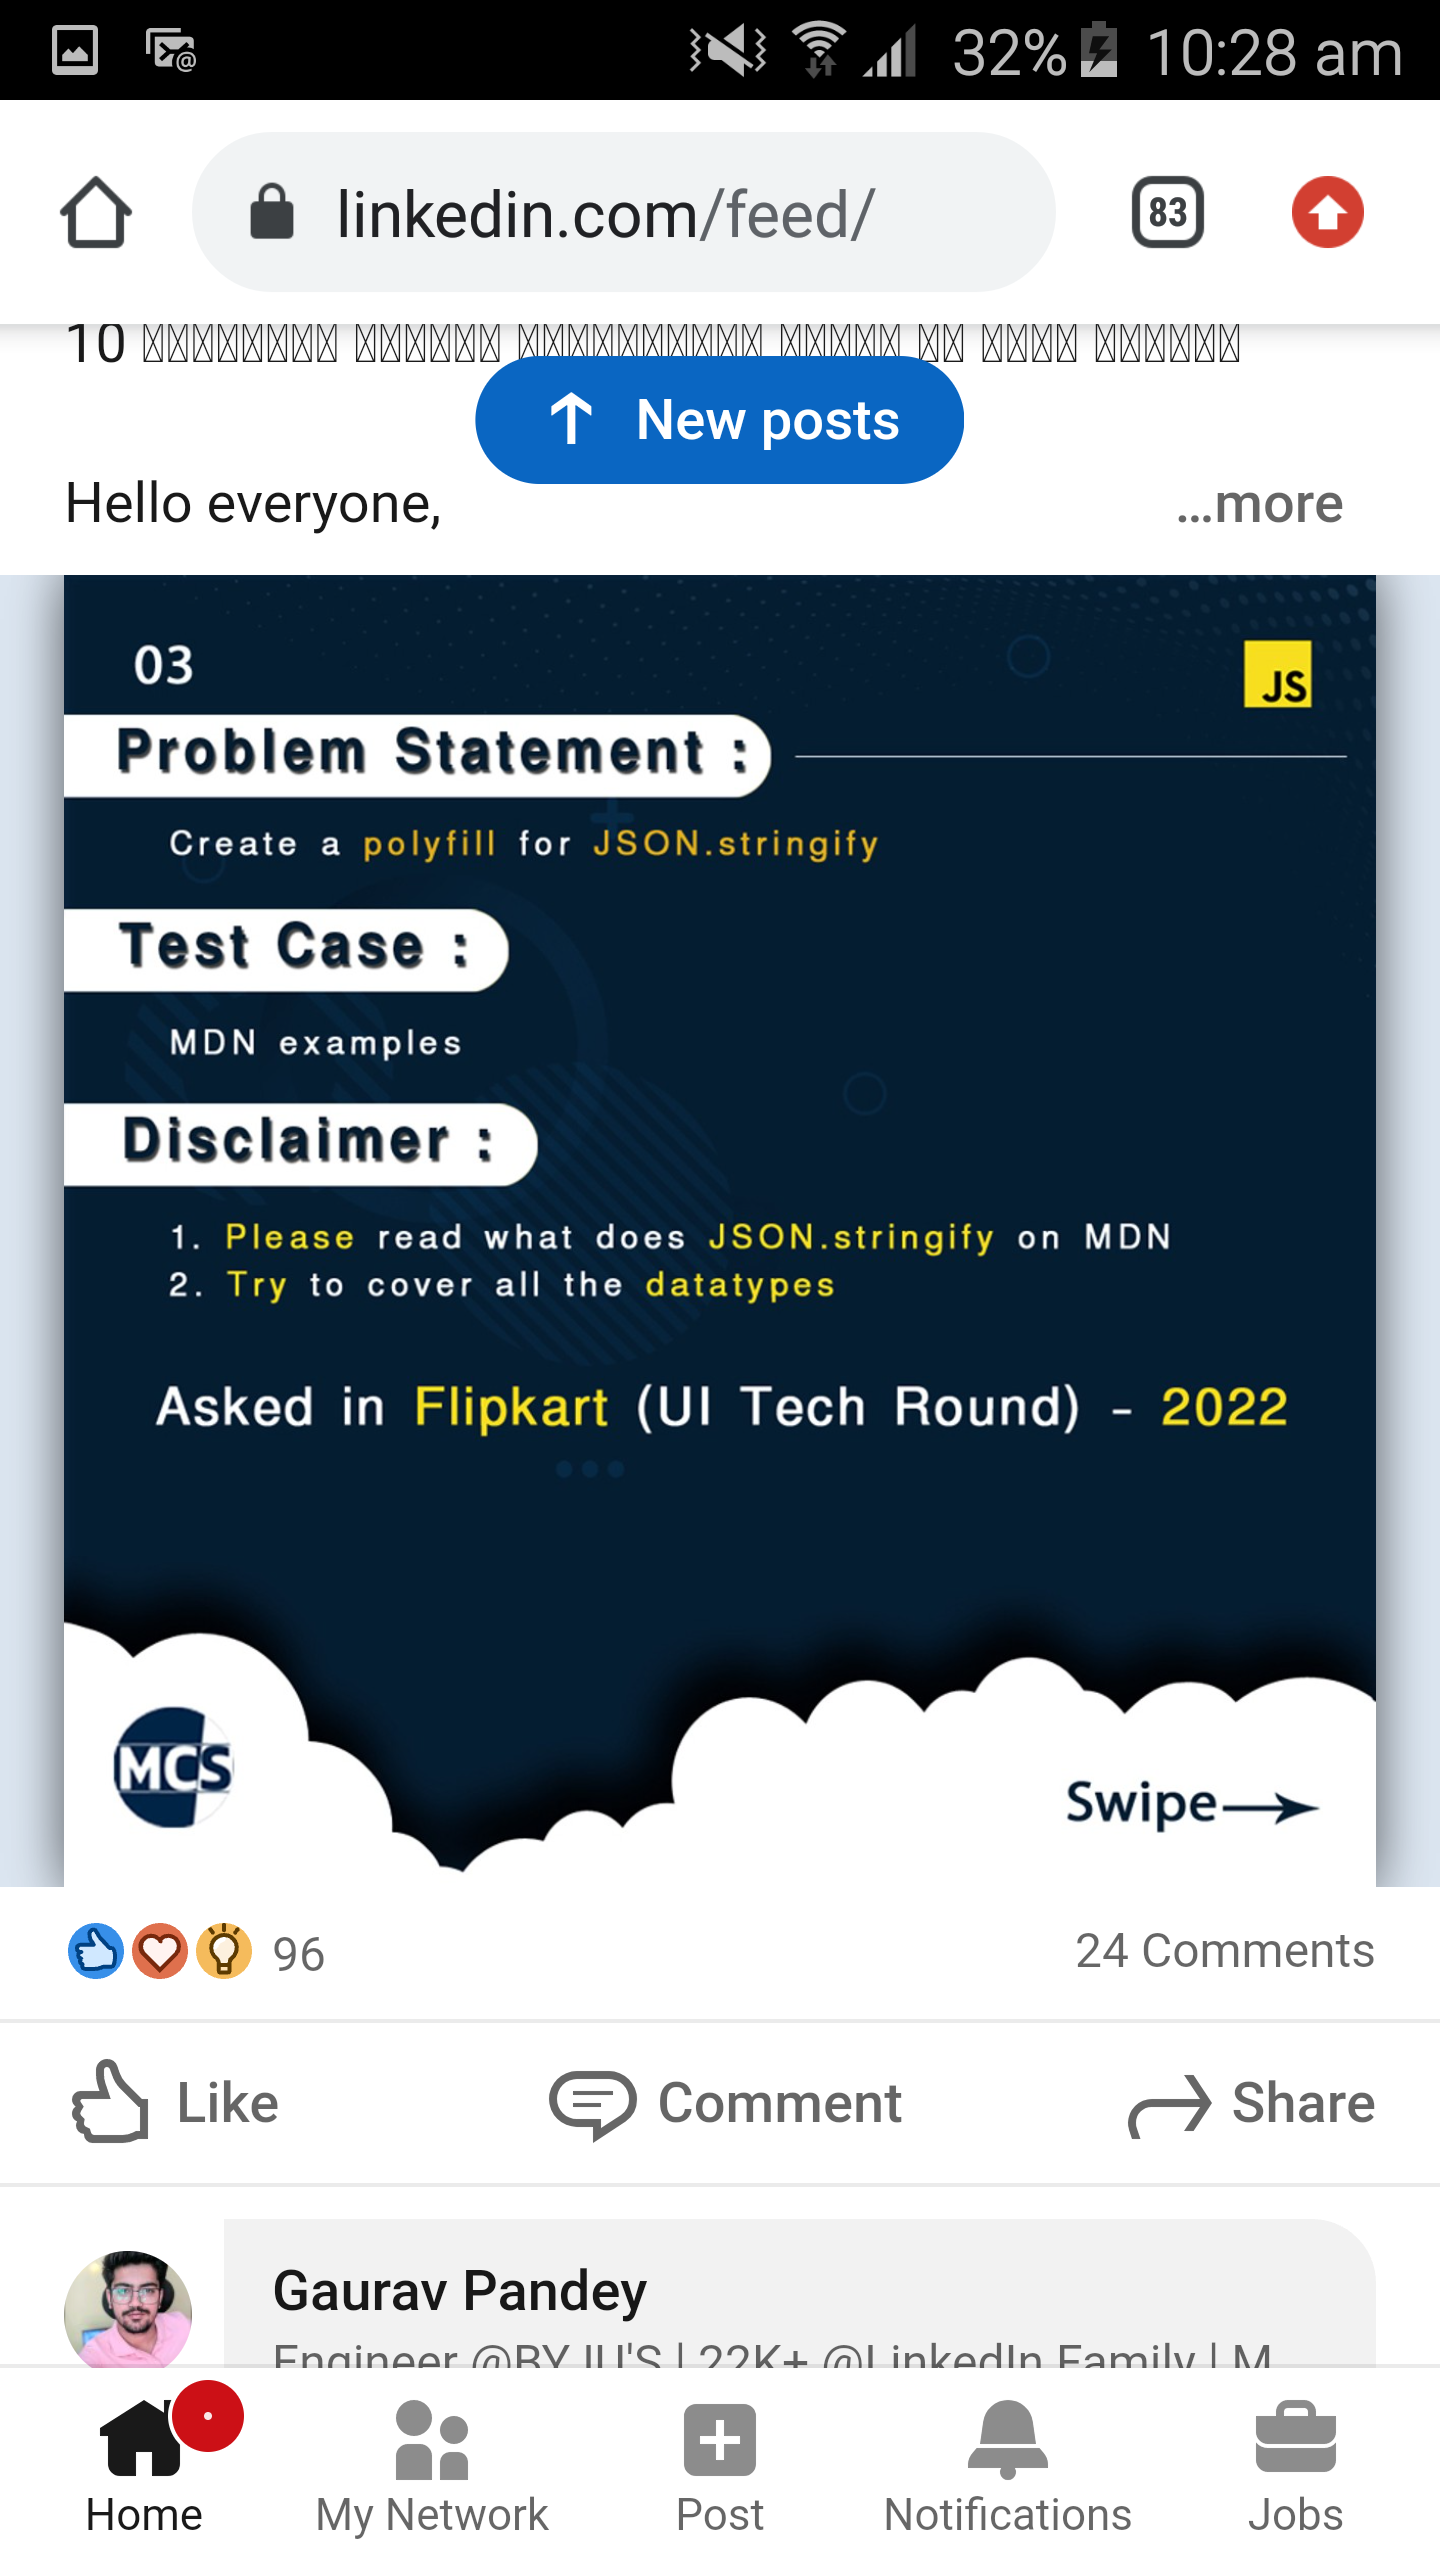 32% 10:28 am
linkedin.com/feed/ 83
10
New posts
Hello everyone, ...more
03
JS
Problem Statement :
Create a polyfill for JSON.stringify
Test Case :
MDN examples
Disclaimer :
1. Please read what does JSON.stringify on MDN
2. Try to cover all the datatypes
Asked in Flipkart (UI Tech Round) - 2022
MCS
Swipe
96 24 Comments
Like Comment Share
Gaurav Pandey
Engineer @BYJU'S | 22K+ @LinkedIn Family | M
Home My Network Post Notifications Jobs